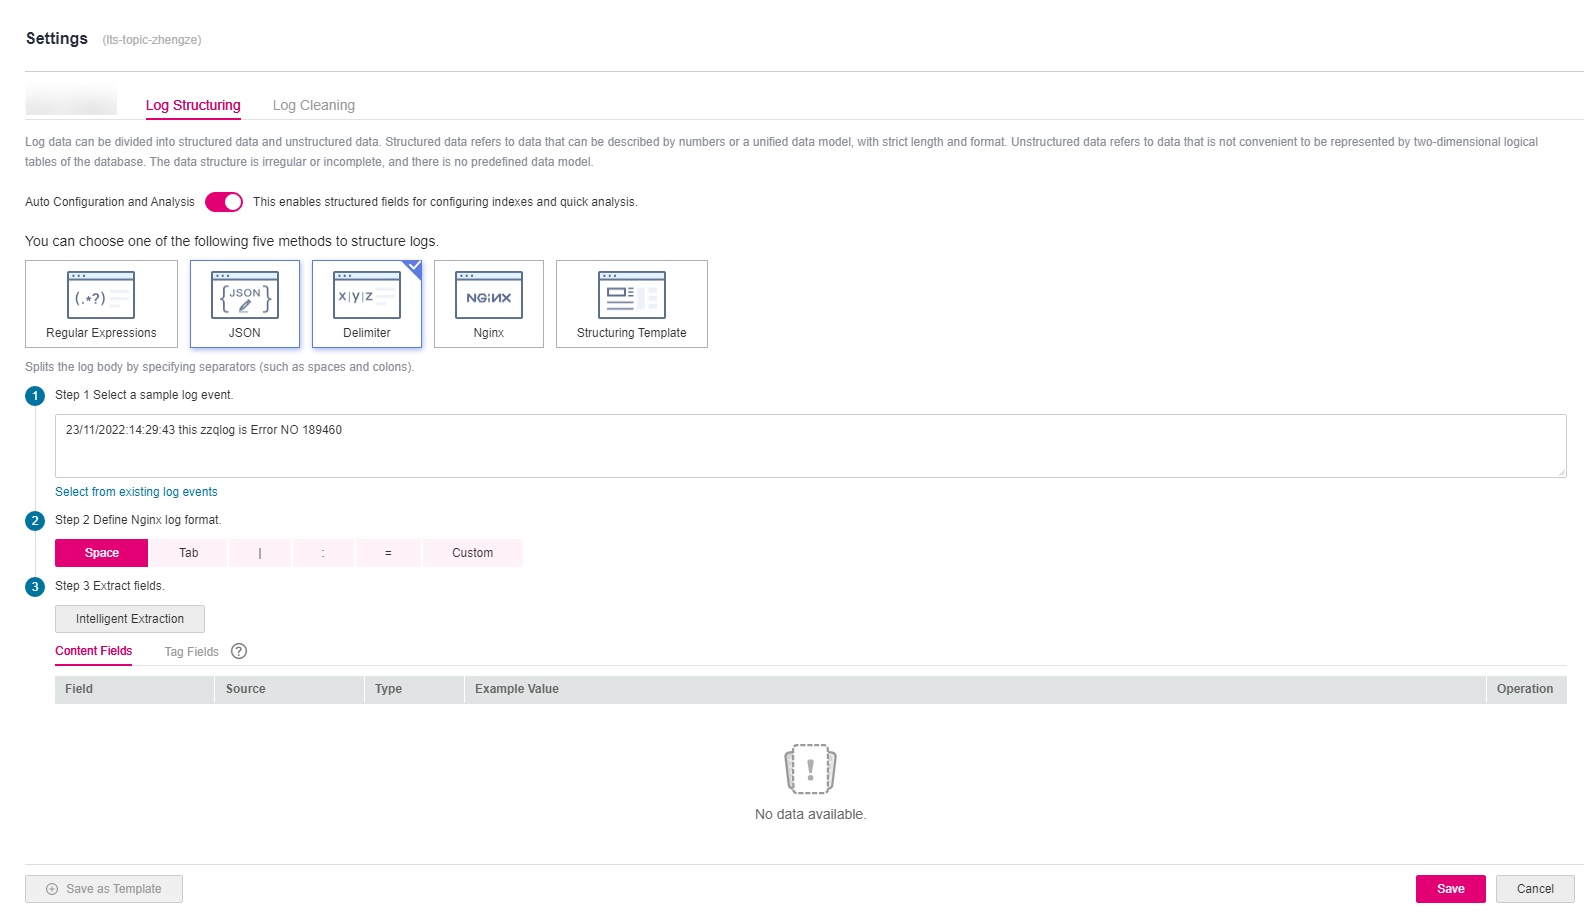 Settings (lts-topic-zhengze)
Log Structuring Log Cleaning
Log data can be divided into structured data and unstructured data. Structured data refers to data that can be described by numbers or a unified data model, with strict length and format. Unstructured data refers to data that is not convenient to be represented by two-dimensional logical
tables of the database. The data structure is irregular or incomplete, and there is no predefined data model.
Auto Configuration and Analysis This enables structured fields for configuring indexes and quick analysis.
You can choose one of the following five methods to structure logs.
(.*?) {JSON} X|y|z NGiNX
Regular Expressions JSON Delimiter Nginx Structuring Template
Splits the log body by specifying separators (such as spaces and colons).
1 Step 1 Select a sample log event.
23/11/2022:14:29:43 this zzqlog is Error NO 189460
Select from existing log events
2 Step 2 Define Nginx log format.
Space Tab | : = Custom
3 Step 3 Extract fields.
Intelligent Extraction
Content Fields Tag Fields ?
Field Source Type Example Value Operation
!
No data available.
Save as Template Save Cancel